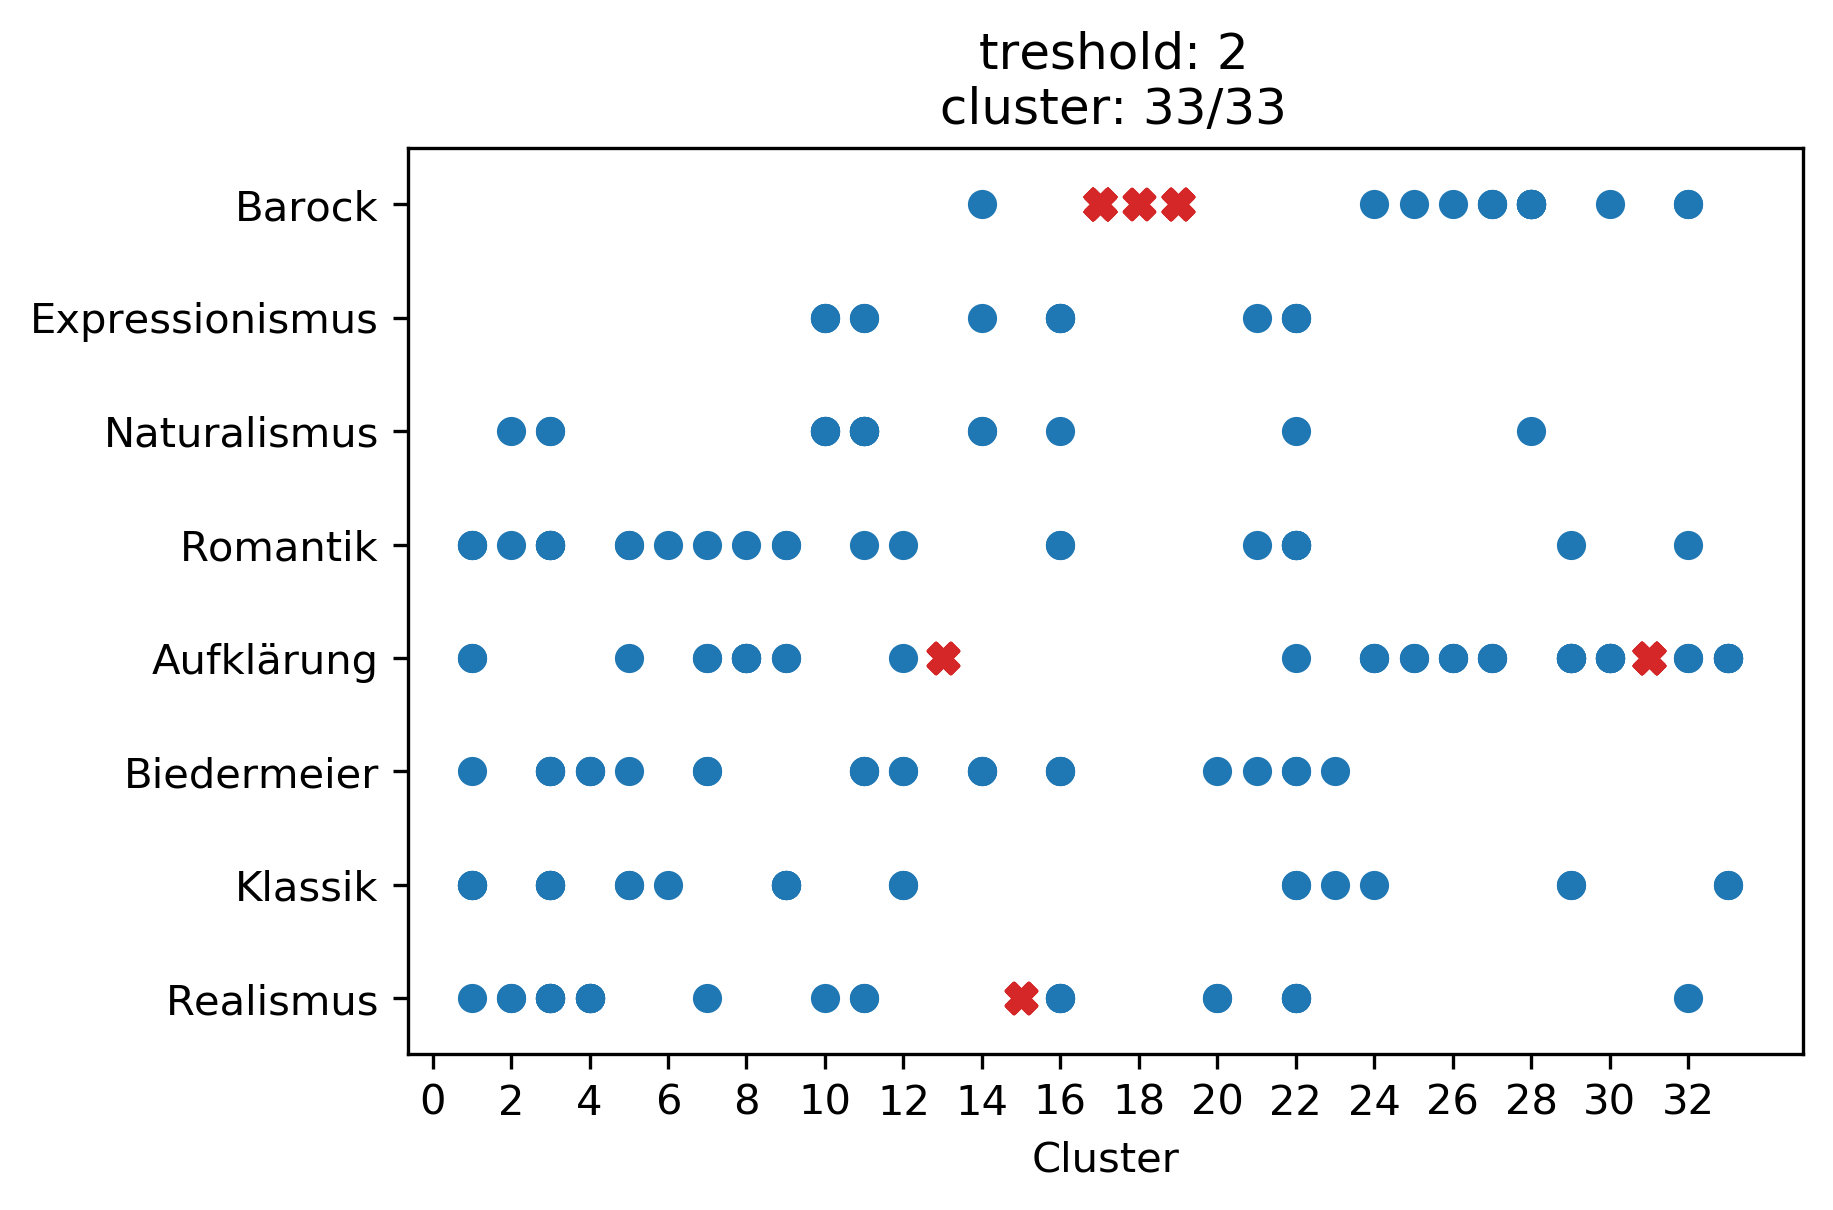 treshold: 2
cluster: 33/33
Barock
Expressionismus
Naturalismus
Romantik
Aufklärung
Biedermeier
Klassik
Realismus
0 2 4 6 8 10 12 14 16 18 20 22 24 26 28 30 32
Cluster